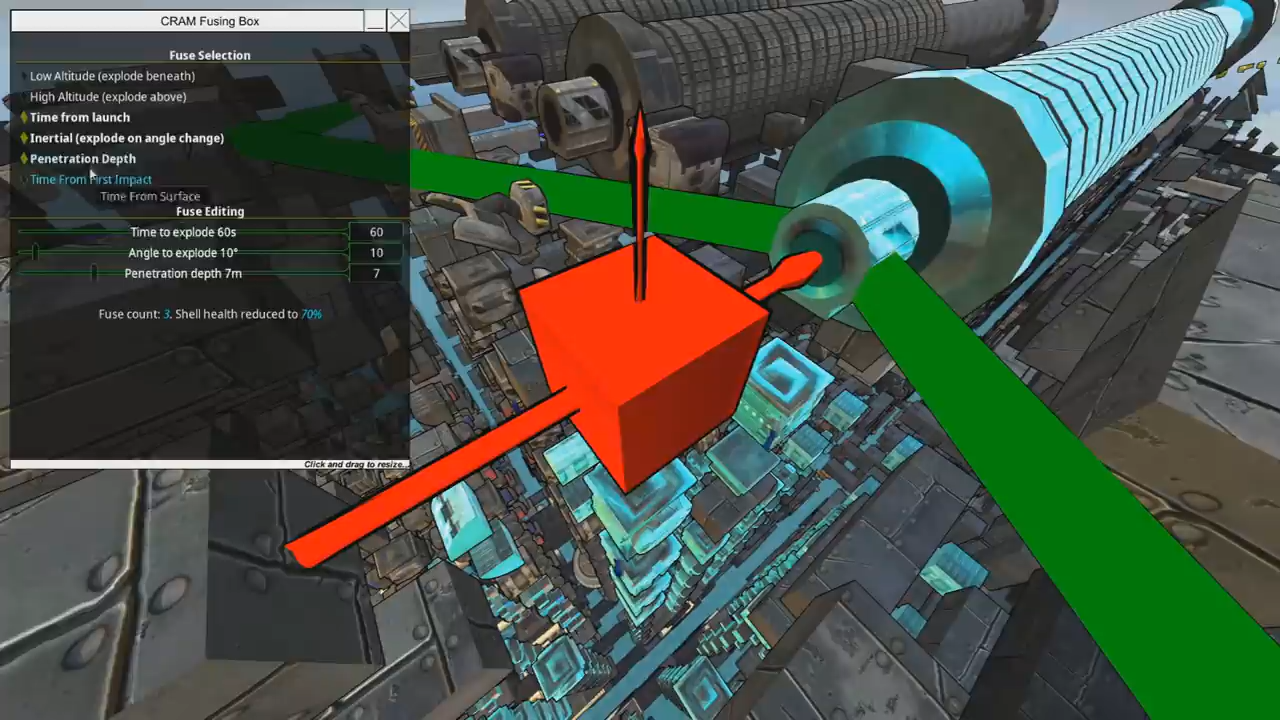 CRAM Fusing Box
Fuse Selection
Low Altitude (explode beneath)
High Altitude (explode above)
Time from launch
Inertial (explode on angle change)
Penetration Depth
Time From First Impact
Time From Surface
Fuse Editing
Time to explode 60s 60
Angle to explode 10° 10
Penetration depth 7m 7
Fuse count: 3. Shell health reduced to 70%
Click and drag to resize...